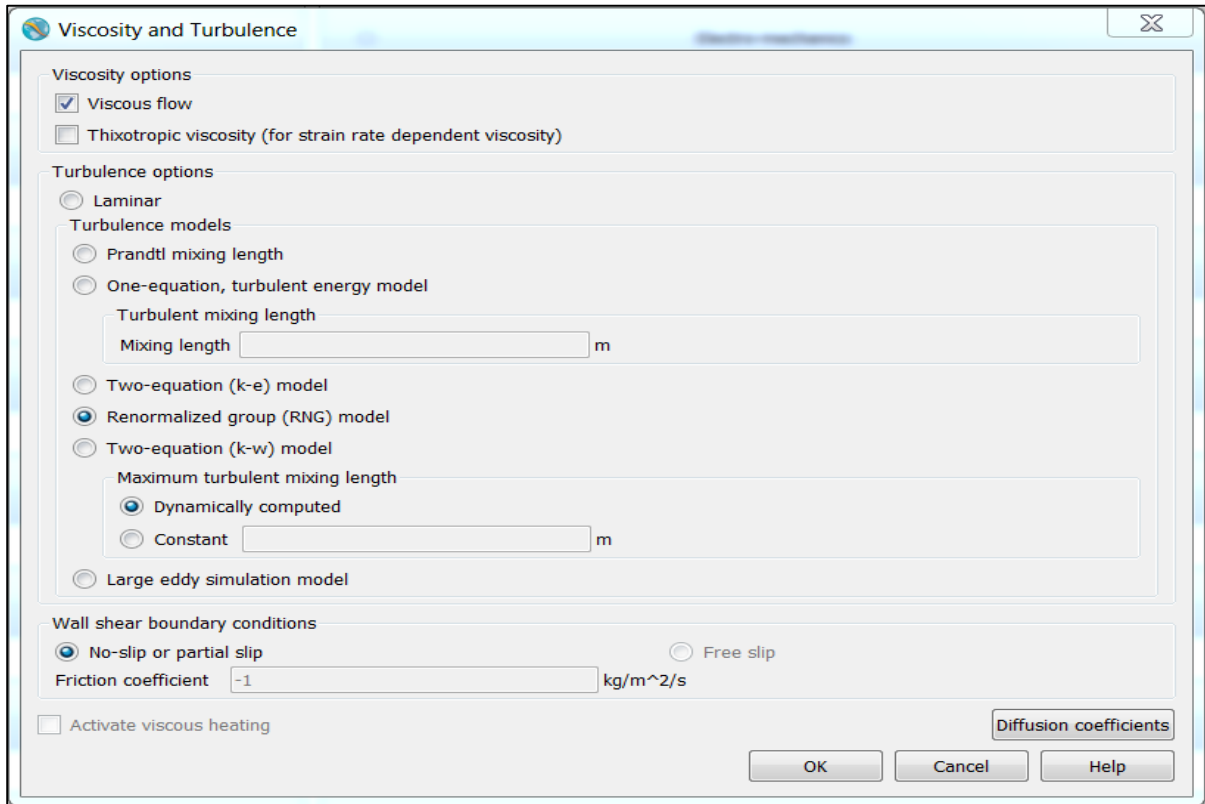 Viscosity and Turbulence
Viscosity options
Viscous flow
Thixotropic viscosity (for strain rate dependent viscosity)
Turbulence options
Laminar
Turbulence models
Prandtl mixing length
One-equation, turbulent energy model
Turbulent mixing length
Mixing length m
Two-equation (k-e) model
Renormalized group (RNG) model
Two-equation (k-w) model
Maximum turbulent mixing length
Dynamically computed
Constant m
Large eddy simulation model
Wall shear boundary conditions
No-slip or partial slip Free slip
Friction coefficient -1 kg/m^2/s
Activate viscous heating Diffusion coefficients
OK Cancel Help